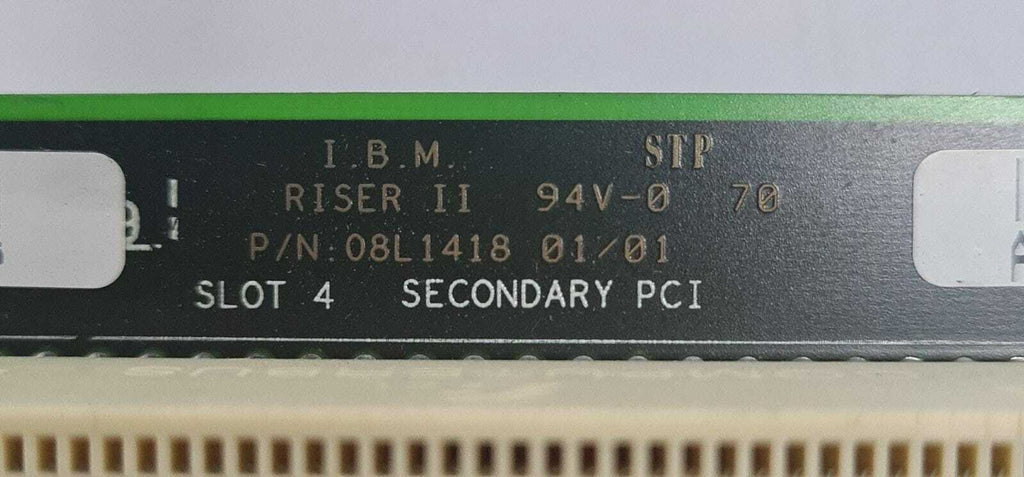 I.B.M. STP
RISER II 94V-0 70
P/N:08L1418 01/01
SLOT 4 SECONDARY PCI